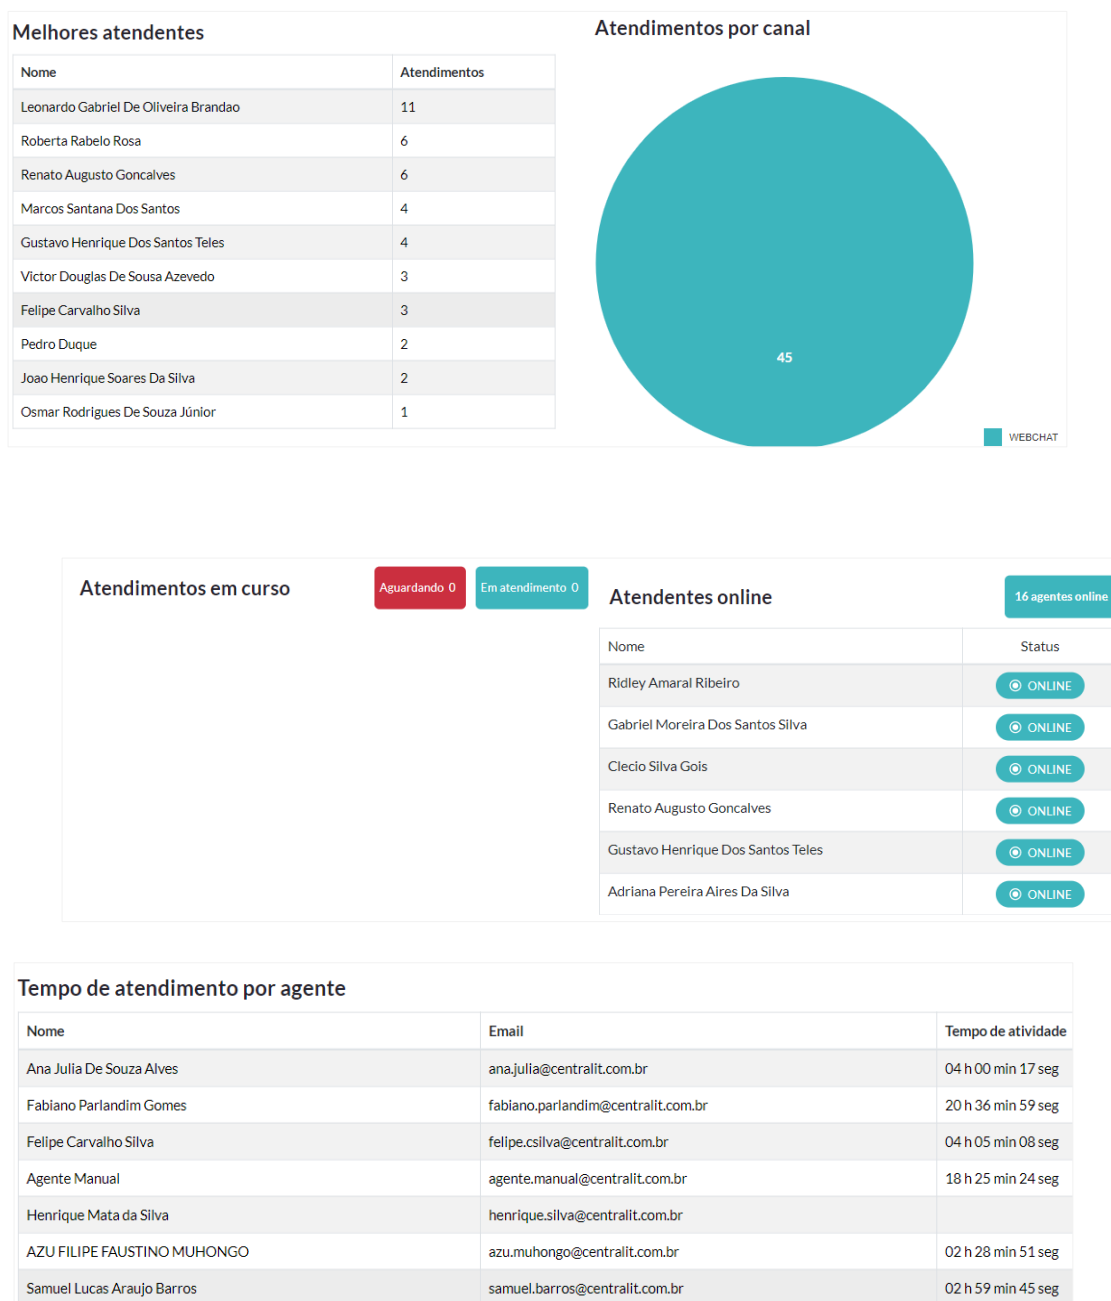 Melhores atendentes
Nome Atendimentos
Leonardo Gabriel De Oliveira Brandao 11
Roberta Rabelo Rosa 6
Renato Augusto Goncalves 6
Marcos Santana Dos Santos 4
Gustavo Henrique Dos Santos Teles 4
Victor Douglas De Sousa Azevedo 3
Felipe Carvalho Silva 3
Pedro Duque 2
Joao Henrique Soares Da Silva 2
Osmar Rodrigues De Souza Júnior 1
Atendimentos por canal
45
WEBCHAT
Atendimentos em curso
Aguardando 0
Em atendimento 0
Atendentes online
16 agentes online
Nome Status
Ridley Amaral Ribeiro ONLINE
Gabriel Moreira Dos Santos Silva ONLINE
Clecio Silva Gois ONLINE
Renato Augusto Goncalves ONLINE
Gustavo Henrique Dos Santos Teles ONLINE
Adriana Pereira Aires Da Silva ONLINE
Tempo de atendimento por agente
Nome Email Tempo de atividade
Ana Julia De Souza Alves ana.julia@centralit.com.br 04 h 00 min 17 seg
Fabiano Parlandim Gomes fabiano.parlandim@centralit.com.br 20 h 36 min 59 seg
Felipe Carvalho Silva felipe.csilva@centralit.com.br 04 h 05 min 08 seg
Agente Manual agente.manual@centralit.com.br 18 h 25 min 24 seg
Henrique Mata da Silva henrique.silva@centralit.com.br
AZU FILIPE FAUSTINO MUHONGO azu.muhongo@centralit.com.br 02 h 28 min 51 seg
Samuel Lucas Araujo Barros samuel.barros@centralit.com.br 02 h 59 min 45 seg